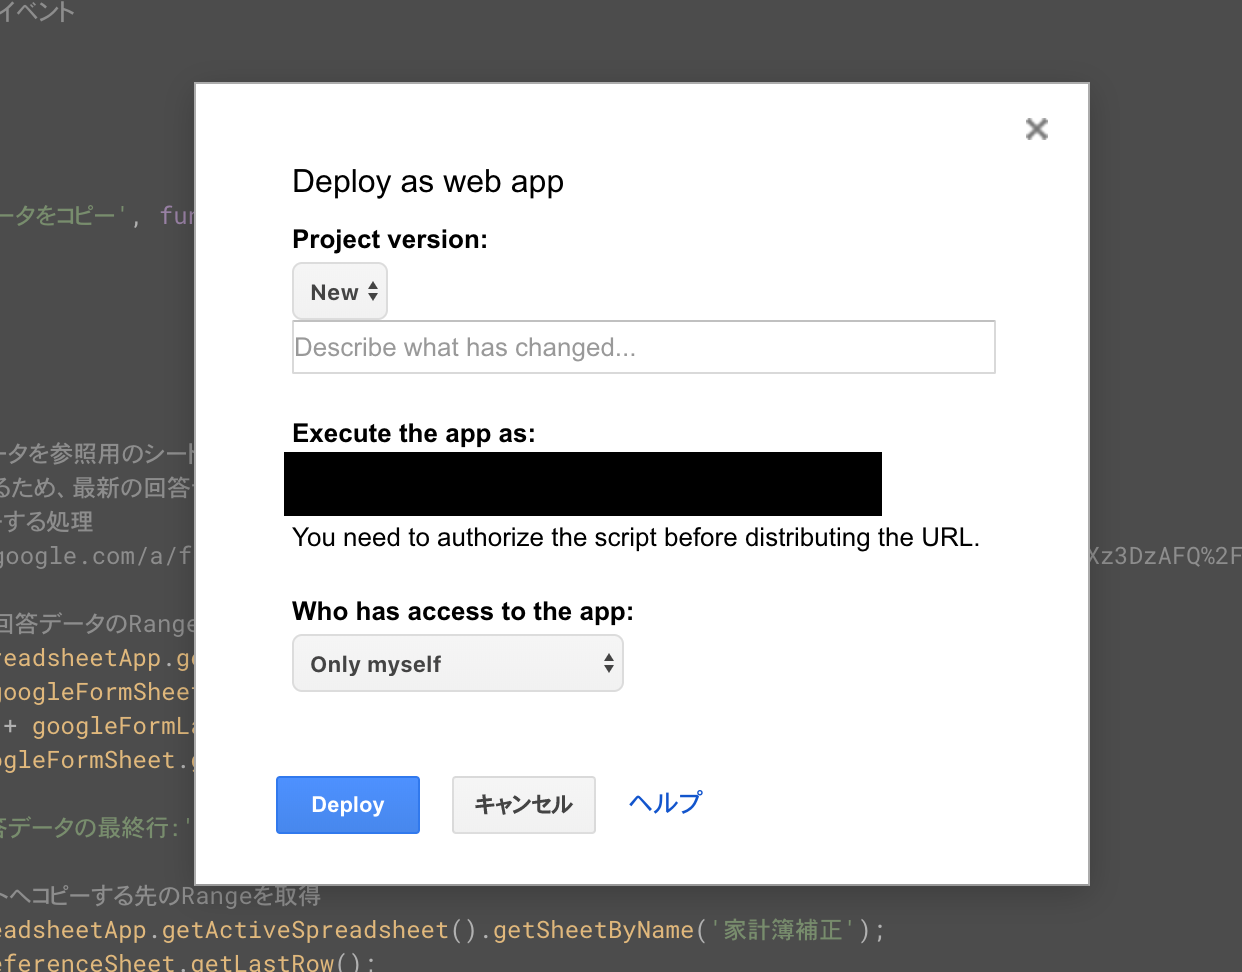 イベント
Deploy as web app
ータをコピー', fun
Project version:
New
Describe what has changed...
Execute the app as:
ータを参照用のシート
るため、最新の回答
する処理
You need to authorize the script before distributing the URL.
google.com/a/f
Xz3DzAFQ%2F
Who has access to the app:
回答データのRange
readsheetApp.ge
Only myself
googleFormSheet
+ googleFormLa
ogleFormSheet.g
Deploy
キャンセル
ヘルプ
答データの最終行:'
トへコピーする先のRangeを取得
eadsheetApp.getActiveSpreadsheet().getSheetByName('家計簿補正');
eferenceSheet.getLastRow();